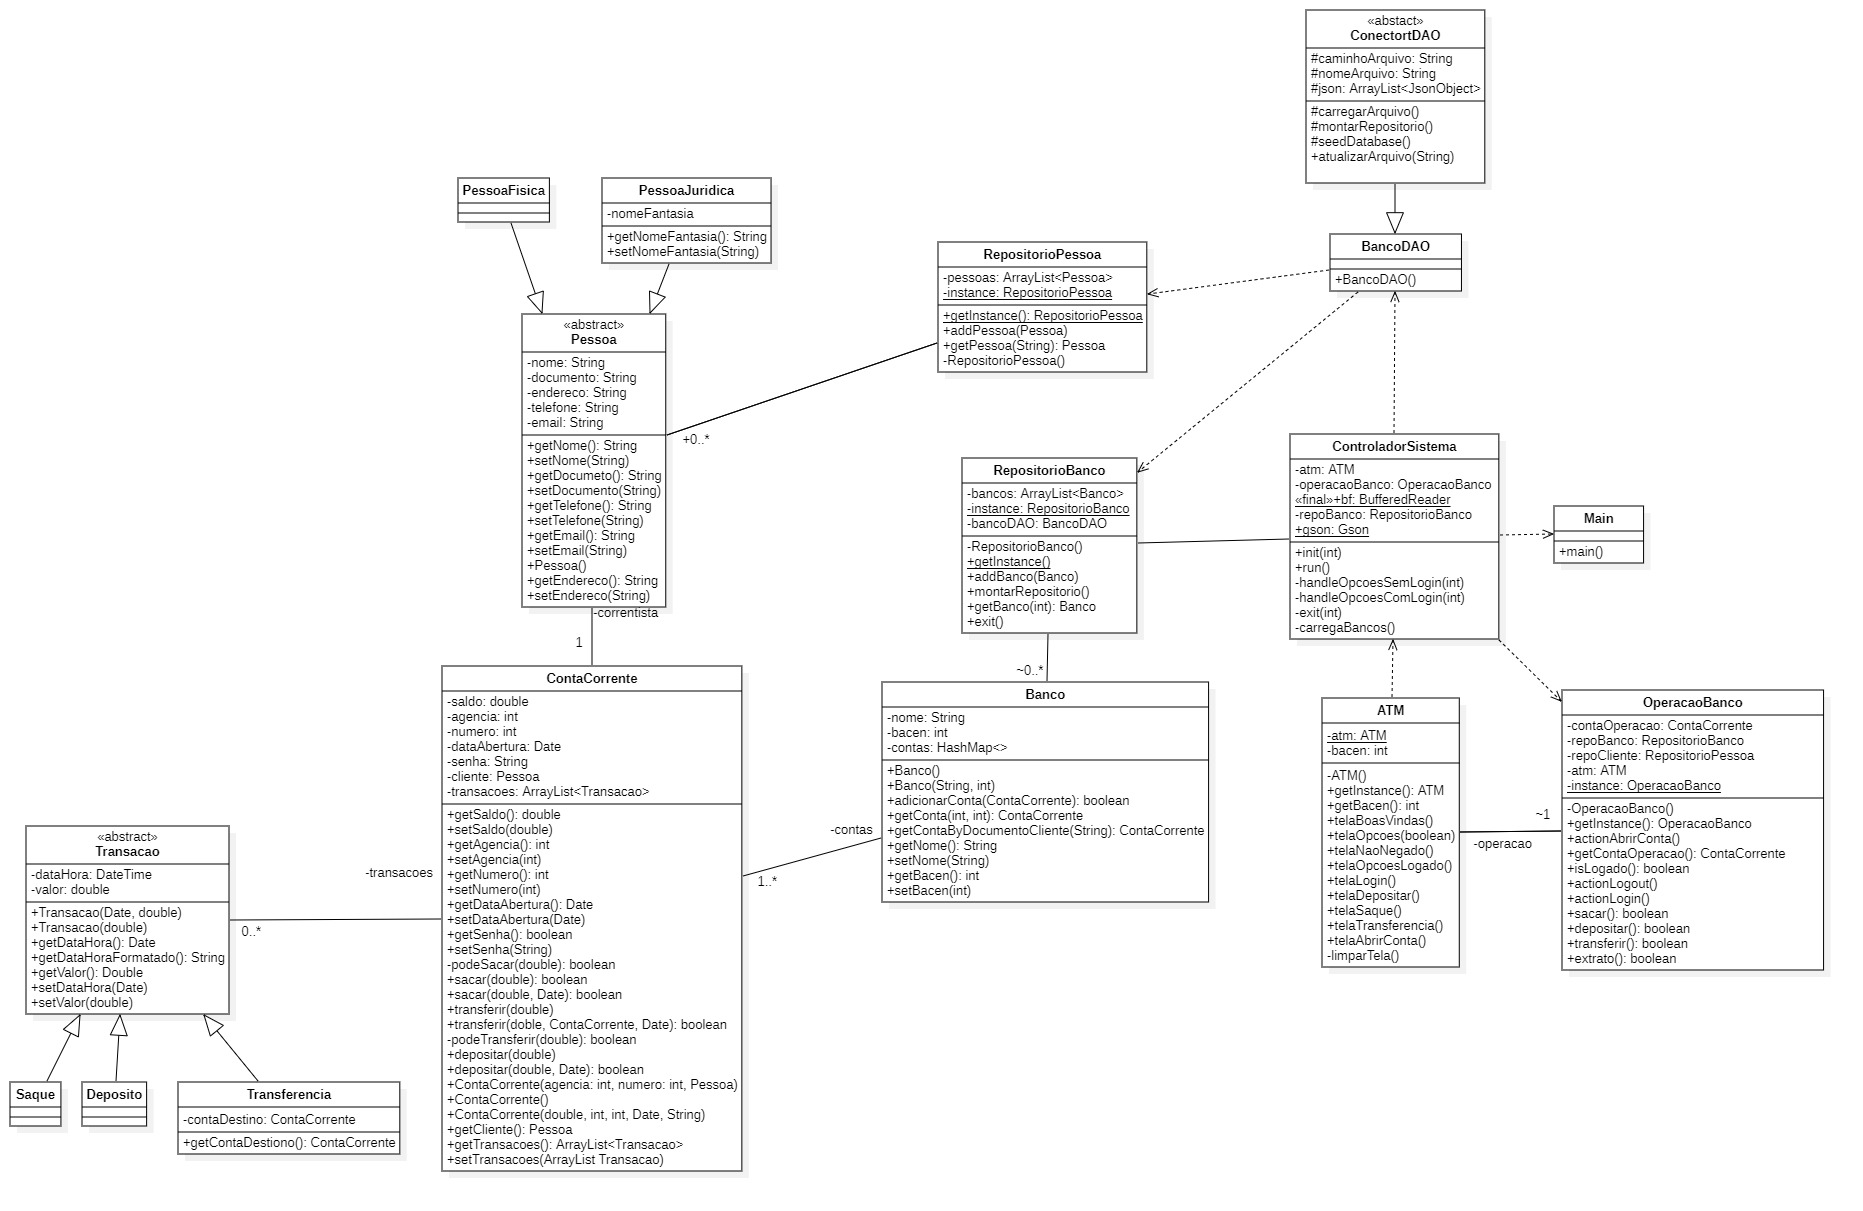 «abstact»
ConectortDAO
#caminhoArquivo: String
#nomeArquivo: String
#json: ArrayList<JsonObject>
#carregarArquivo()
#montarRepositorio()
#seedDatabase()
+atualizarArquivo(String)
PessoaFisica
PessoaJuridica
-nomeFantasia
+getNomeFantasia(): String
+setNomeFantasia(String)
BancoDAO
+BancoDAO()
RepositorioPessoa
-pessoas: ArrayList<Pessoa>
-instance: RepositorioPessoa
+getInstance(): RepositorioPessoa
+addPessoa(Pessoa)
+getPessoa(String): Pessoa
-RepositorioPessoa()
«abstract»
Pessoa
-nome: String
-documento: String
-endereco: String
-telefone: String
-email: String
+getNome(): String
+setNome(String)
+getDocumeto(): String
+setDocumento(String)
+getTelefone(): String
+setTelefone(String)
+getEmail(): String
+setEmail(String)
+Pessoa()
+getEndereco(): String
+setEndereco(String)
+0..*
-correntista
1
RepositorioBanco
-bancos: ArrayList<Banco>
-instance: RepositorioBanco
-bancoDAO: BancoDAO
-RepositorioBanco()
+getInstance()
+addBanco(Banco)
+montarRepositorio()
+getBanco(int): Banco
+exit()
~0..*
ControladorSistema
-atm: ATM
-operacaoBanco: OperacaoBanco
«final»+bf: BufferedReader
-repoBanco: RepositorioBanco
+gson: Gson
+init(int)
+run()
-handleOpcoesSemLogin(int)
-handleOpcoesComLogin(int)
-exit(int)
-carregaBancos()
Main
+main()
ContaCorrente
-saldo: double
-agencia: int
-numero: int
-dataAbertura: Date
-senha: String
-cliente: Pessoa
-transacoes: ArrayList<Transacao>
+getSaldo(): double
+setSaldo(double)
+getAgencia(): int
+setAgencia(int)
+getNumero(): int
+setNumero(int)
+getDataAbertura(): Date
+setDataAbertura(Date)
+getSenha(): boolean
+setSenha(String)
-podeSacar(double): boolean
+sacar(double): boolean
+sacar(double, Date): boolean
+transferir(double)
+transferir(doble, ContaCorrente, Date): boolean
-podeTransferir(double): boolean
+depositar(double)
+depositar(double, Date): boolean
+ContaCorrente(agencia: int, numero: int, Pessoa)
+ContaCorrente()
+ContaCorrente(double, int, int, Date, String)
+getCliente(): Pessoa
+getTransacoes(): ArrayList<Transacao>
+setTransacoes(ArrayList Transacao)
Banco
-nome: String
-bacen: int
-contas: HashMap<>
+Banco()
+Banco(String, int)
+adicionarConta(ContaCorrente): boolean
+getConta(int, int): ContaCorrente
+getContaByDocumentoCliente(String): ContaCorrente
+getNome(): String
+setNome(String)
+getBacen(): int
+setBacen(int)
-contas
1..*
ATM
-atm: ATM
-bacen: int
-ATM()
+getInstance(): ATM
+getBacen(): int
+telaBoasVindas()
+telaOpcoes(boolean)
+telaNaoNegado()
+telaOpcoesLogado()
+telaLogin()
+telaDepositar()
+telaSaque()
+telaTransferencia()
+telaAbrirConta()
-limparTela()
~1
-operacao
OperacaoBanco
-contaOperacao: ContaCorrente
-repoBanco: RepositorioBanco
-repoCliente: RepositorioPessoa
-atm: ATM
-instance: OperacaoBanco
-OperacaoBanco()
+getInstance(): OperacaoBanco
+actionAbrirConta()
+getContaOperacao(): ContaCorrente
+isLogado(): boolean
+actionLogout()
+actionLogin()
+sacar(): boolean
+depositar(): boolean
+transferir(): boolean
+extrato(): boolean
«abstract»
Transacao
-dataHora: DateTime
-valor: double
+Transacao(Date, double)
+Transacao(double)
+getDataHora(): Date
+getDataHoraFormatado(): String
+getValor(): Double
+setDataHora(Date)
+setValor(double)
-transacoes
0..*
Saque
Deposito
Transferencia
-contaDestino: ContaCorrente
+getContaDestiono(): ContaCorrente